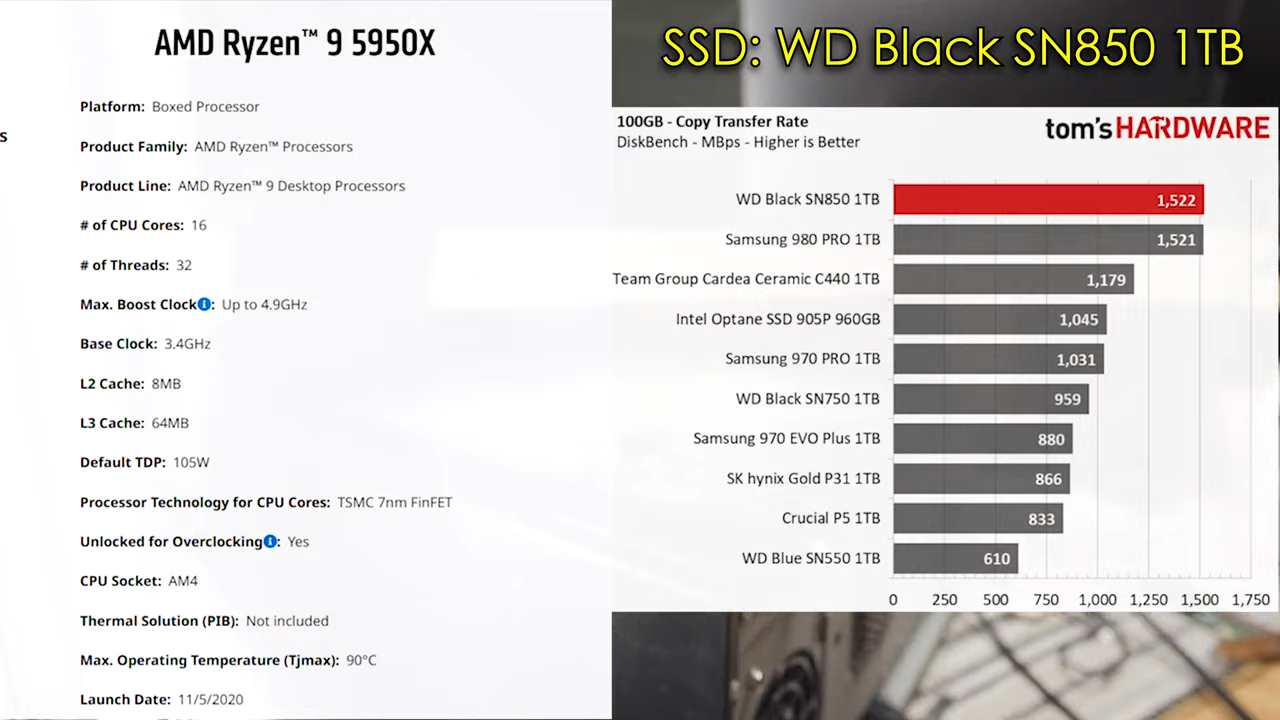 AMD Ryzen™ 9 5950X
s
Platform: Boxed Processor
Product Family: AMD Ryzen™ Processors
Product Line: AMD Ryzen™ 9 Desktop Processors
# of CPU Cores: 16
# of Threads: 32
Max. Boost Clock: Up to 4.9GHz
Base Clock: 3.4GHz
L2 Cache: 8MB
L3 Cache: 64MB
Default TDP: 105W
Processor Technology for CPU Cores: TSMC 7nm FinFET
Unlocked for Overclocking: Yes
CPU Socket: AM4
Thermal Solution (PIB): Not included
Max. Operating Temperature (Tjmax): 90°C
Launch Date: 11/5/2020
SSD: WD Black SN850 1TB
100GB - Copy Transfer Rate
DiskBench - MBps - Higher is Better
tom's HARDWARE
WD Black SN850 1TB 1,522
Samsung 980 PRO 1TB 1,521
Team Group Cardea Ceramic C440 1TB 1,179
Intel Optane SSD 905P 960GB 1,045
Samsung 970 PRO 1TB 1,031
WD Black SN750 1TB 959
Samsung 970 EVO Plus 1TB 880
SK hynix Gold P31 1TB 866
Crucial P5 1TB 833
WD Blue SN550 1TB 610
0 250 500 750 1,000 1,250 1,500 1,750